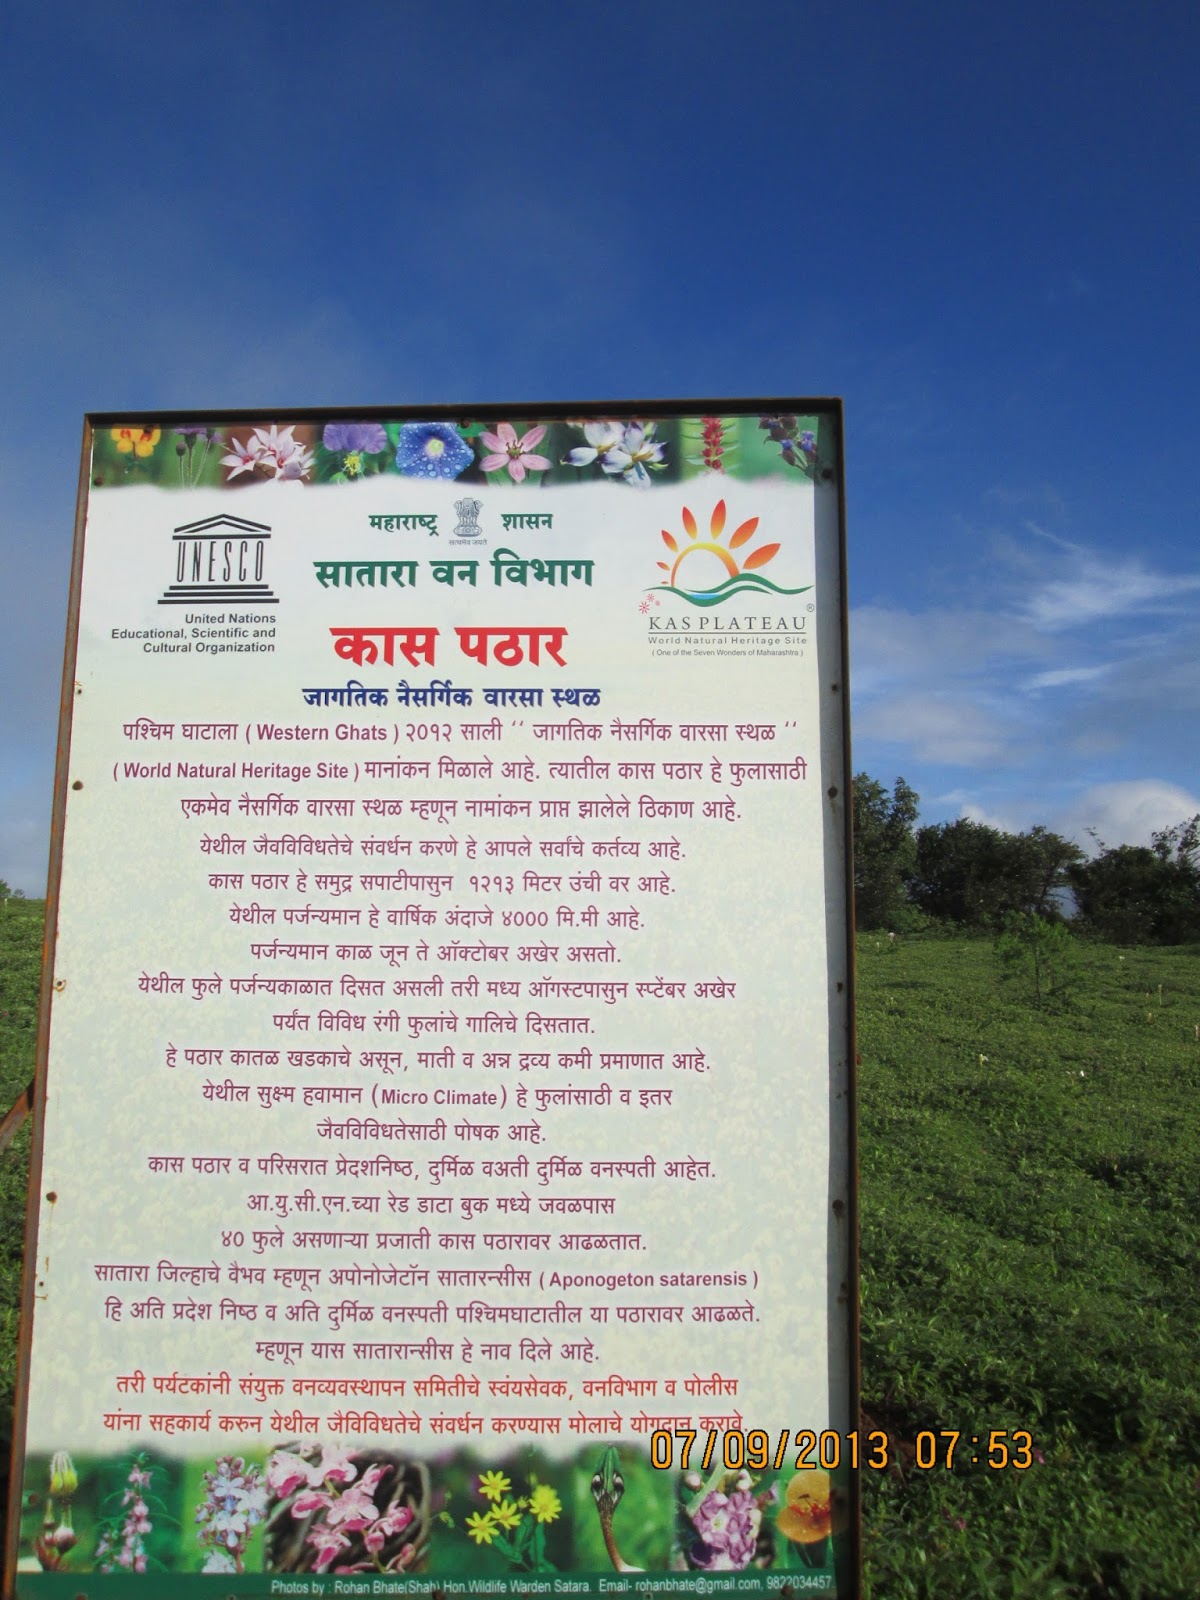 UNESCO
United Nations
Educational, Scientific and
Cultural Organization
महाराष्ट्र शासन
सत्यमेव जयते
सातारा वन विभाग
कास पठार
जागतिक नैसर्गिक वारसा स्थळ
KAS PLATEAU ®
World Natural Heritage Site
( One of the Seven Wonders of Maharashtra )
पश्चिम घाटाला ( Western Ghats ) २०१२ साली ‘‘ जागतिक नैसर्गिक वारसा स्थळ ‘‘
( World Natural Heritage Site ) मानांकन मिळाले आहे. त्यातील कास पठार हे फुलासाठी
एकमेव नैसर्गिक वारसा स्थळ म्हणून नामांकन प्राप्त झालेले ठिकाण आहे.
येथील जैवविविधतेचे संवर्धन करणे हे आपले सर्वांचे कर्तव्य आहे.
कास पठार हे समुद्र सपाटीपासुन १२१३ मिटर उंची वर आहे.
येथील पर्जन्यमान हे वार्षिक अंदाजे ४००० मि.मी आहे.
पर्जन्यमान काळ जून ते ऑक्टोबर अखेर असतो.
येथील फुले पर्जन्यकाळात दिसत असली तरी मध्य ऑगस्टपासुन स्प्टेंबर अखेर
पर्यंत विविध रंगी फुलांचे गालिचे दिसतात.
हे पठार कातळ खडकाचे असून, माती व अन्न द्रव्य कमी प्रमाणात आहे.
येथील सुक्ष्म हवामान (Micro Climate) हे फुलांसाठी व इतर
जैवविविधतेसाठी पोषक आहे.
कास पठार व परिसरात प्रेदशनिष्ठ, दुर्मिळ वअती दुर्मिळ वनस्पती आहेत.
आ.यु.सी.एन.च्या रेड डाटा बुक मध्ये जवळपास
४० फुले असणाऱ्या प्रजाती कास पठारावर आढळतात.
सातारा जिल्हाचे वैभव म्हणून अपोनोजेटॉन सातारन्सीस ( Aponogeton satarensis )
हि अति प्रदेश निष्ठ व अति दुर्मिळ वनस्पती पश्चिमघाटातील या पठारावर आढळते.
म्हणून यास सातारान्सीस हे नाव दिले आहे.
तरी पर्यटकांनी संयुक्त वनव्यवस्थापन समितीचे स्वंयसेवक, वनविभाग व पोलीस
यांना सहकार्य करुन येथील जैविविधतेचे संवर्धन करण्यास मोलाचे योगदान करावे.
07/09/2013 07:53
Photos by : Rohan Bhate(Shah) Hon.Wildlife Warden Satara. Email- rohanbhate@gmail.com, 9822034457